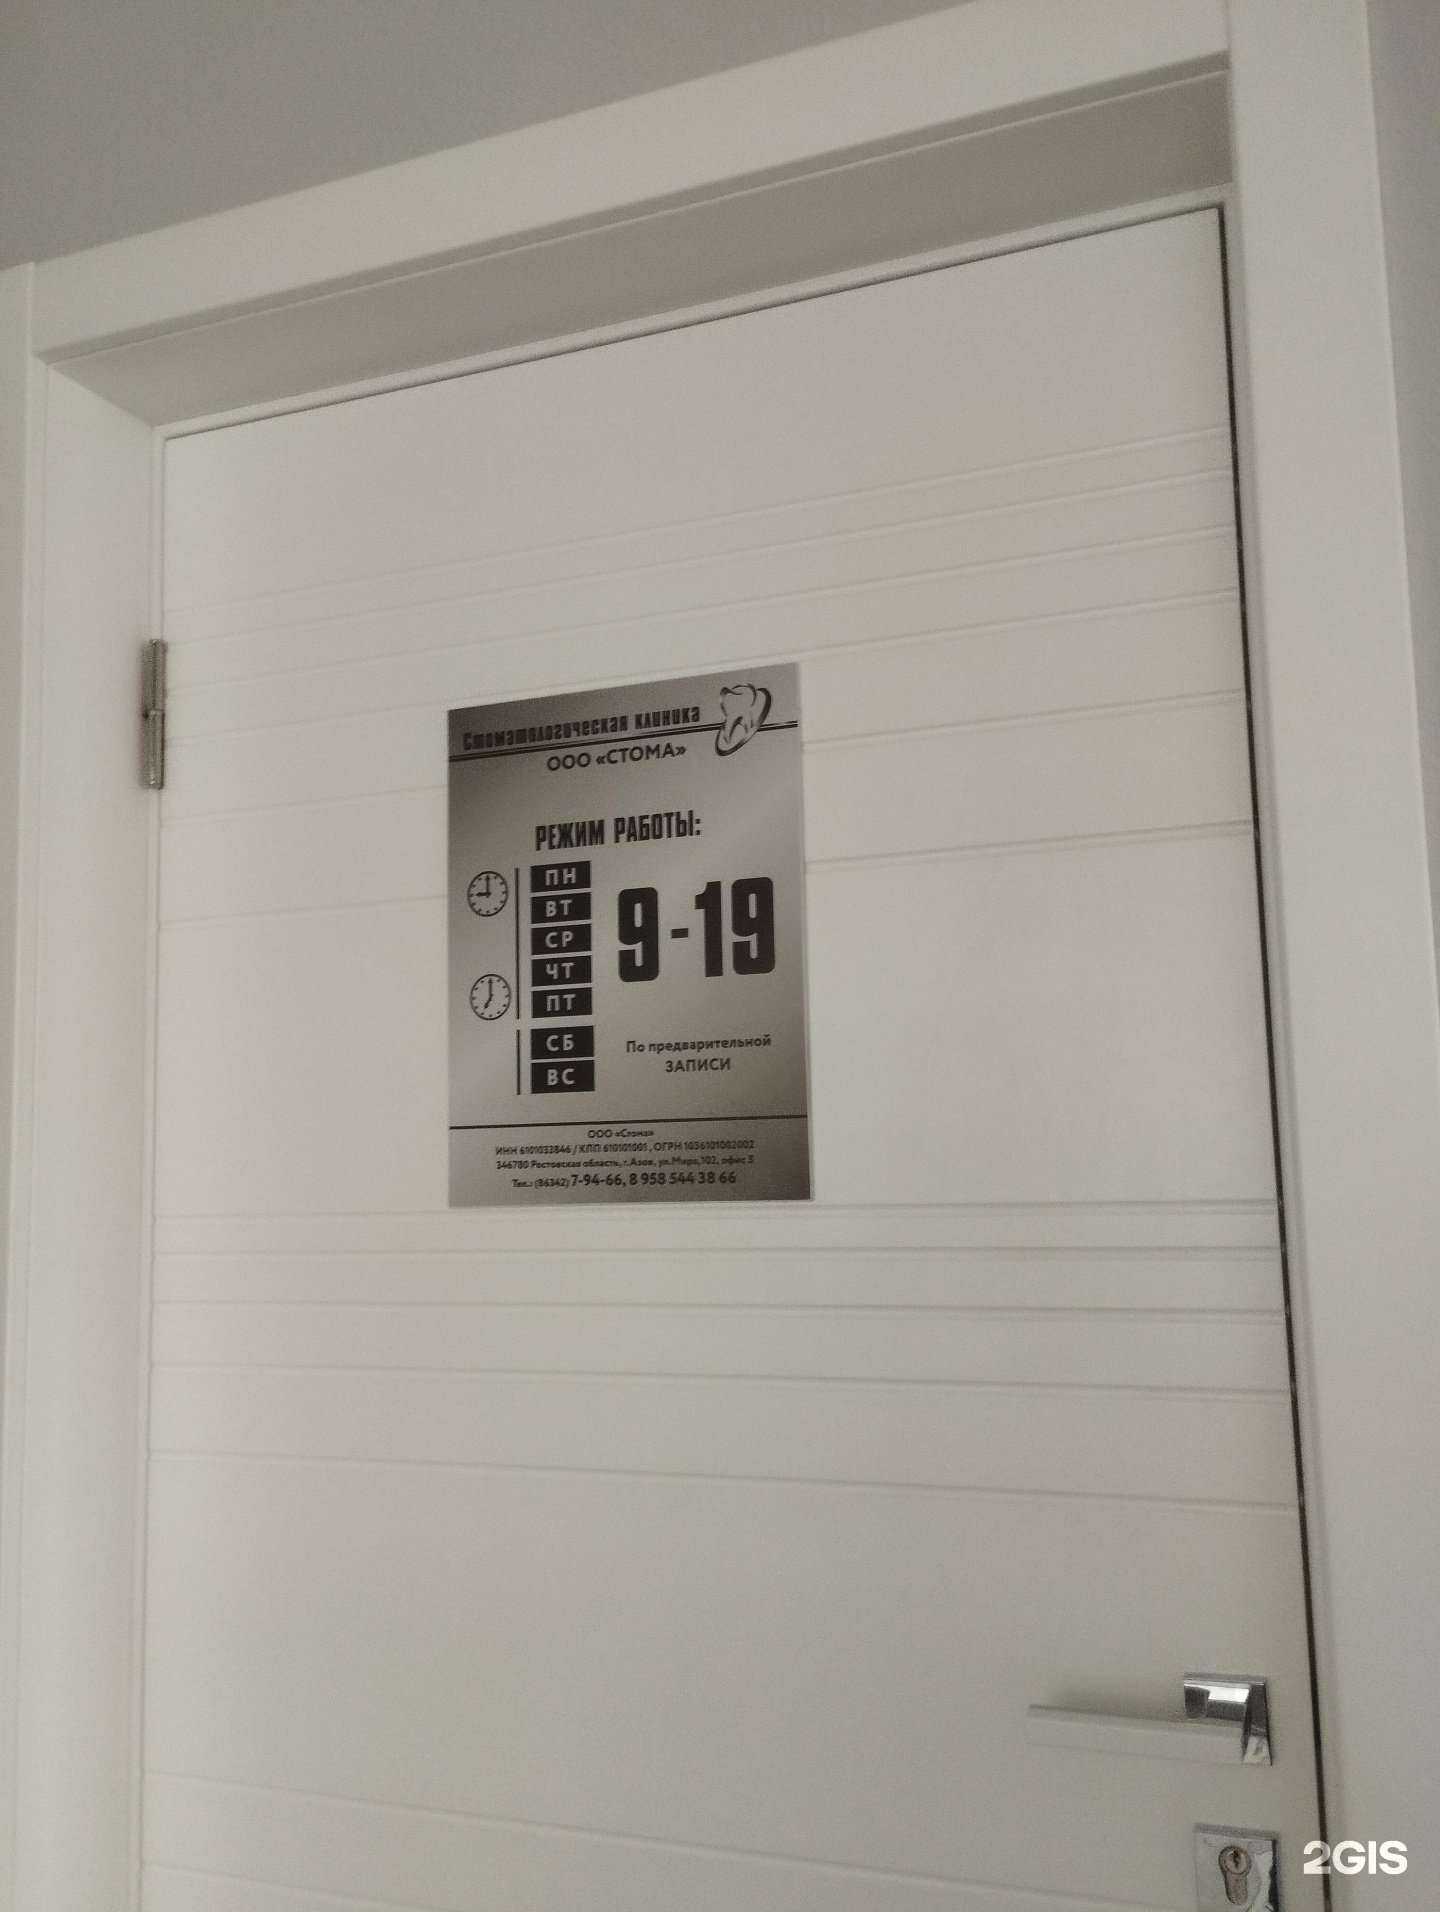 Стоматологическая клиника
ООО «СТОМА»
РЕЖИМ РАБОТЫ:
ПН
ВТ
СР
ЧТ
ПТ
9-19
СБ
ВС
По предварительной
ЗАПИСИ
ООО «Стома»
ИНН 6101032846 / КПП 610101001, ОГРН 1036101002002
346780 Ростовская область, г.Азов, ул.Мира,102, офис 5
Тел.: (86342) 7-94-66, 8 958 544 38 66
2GIS